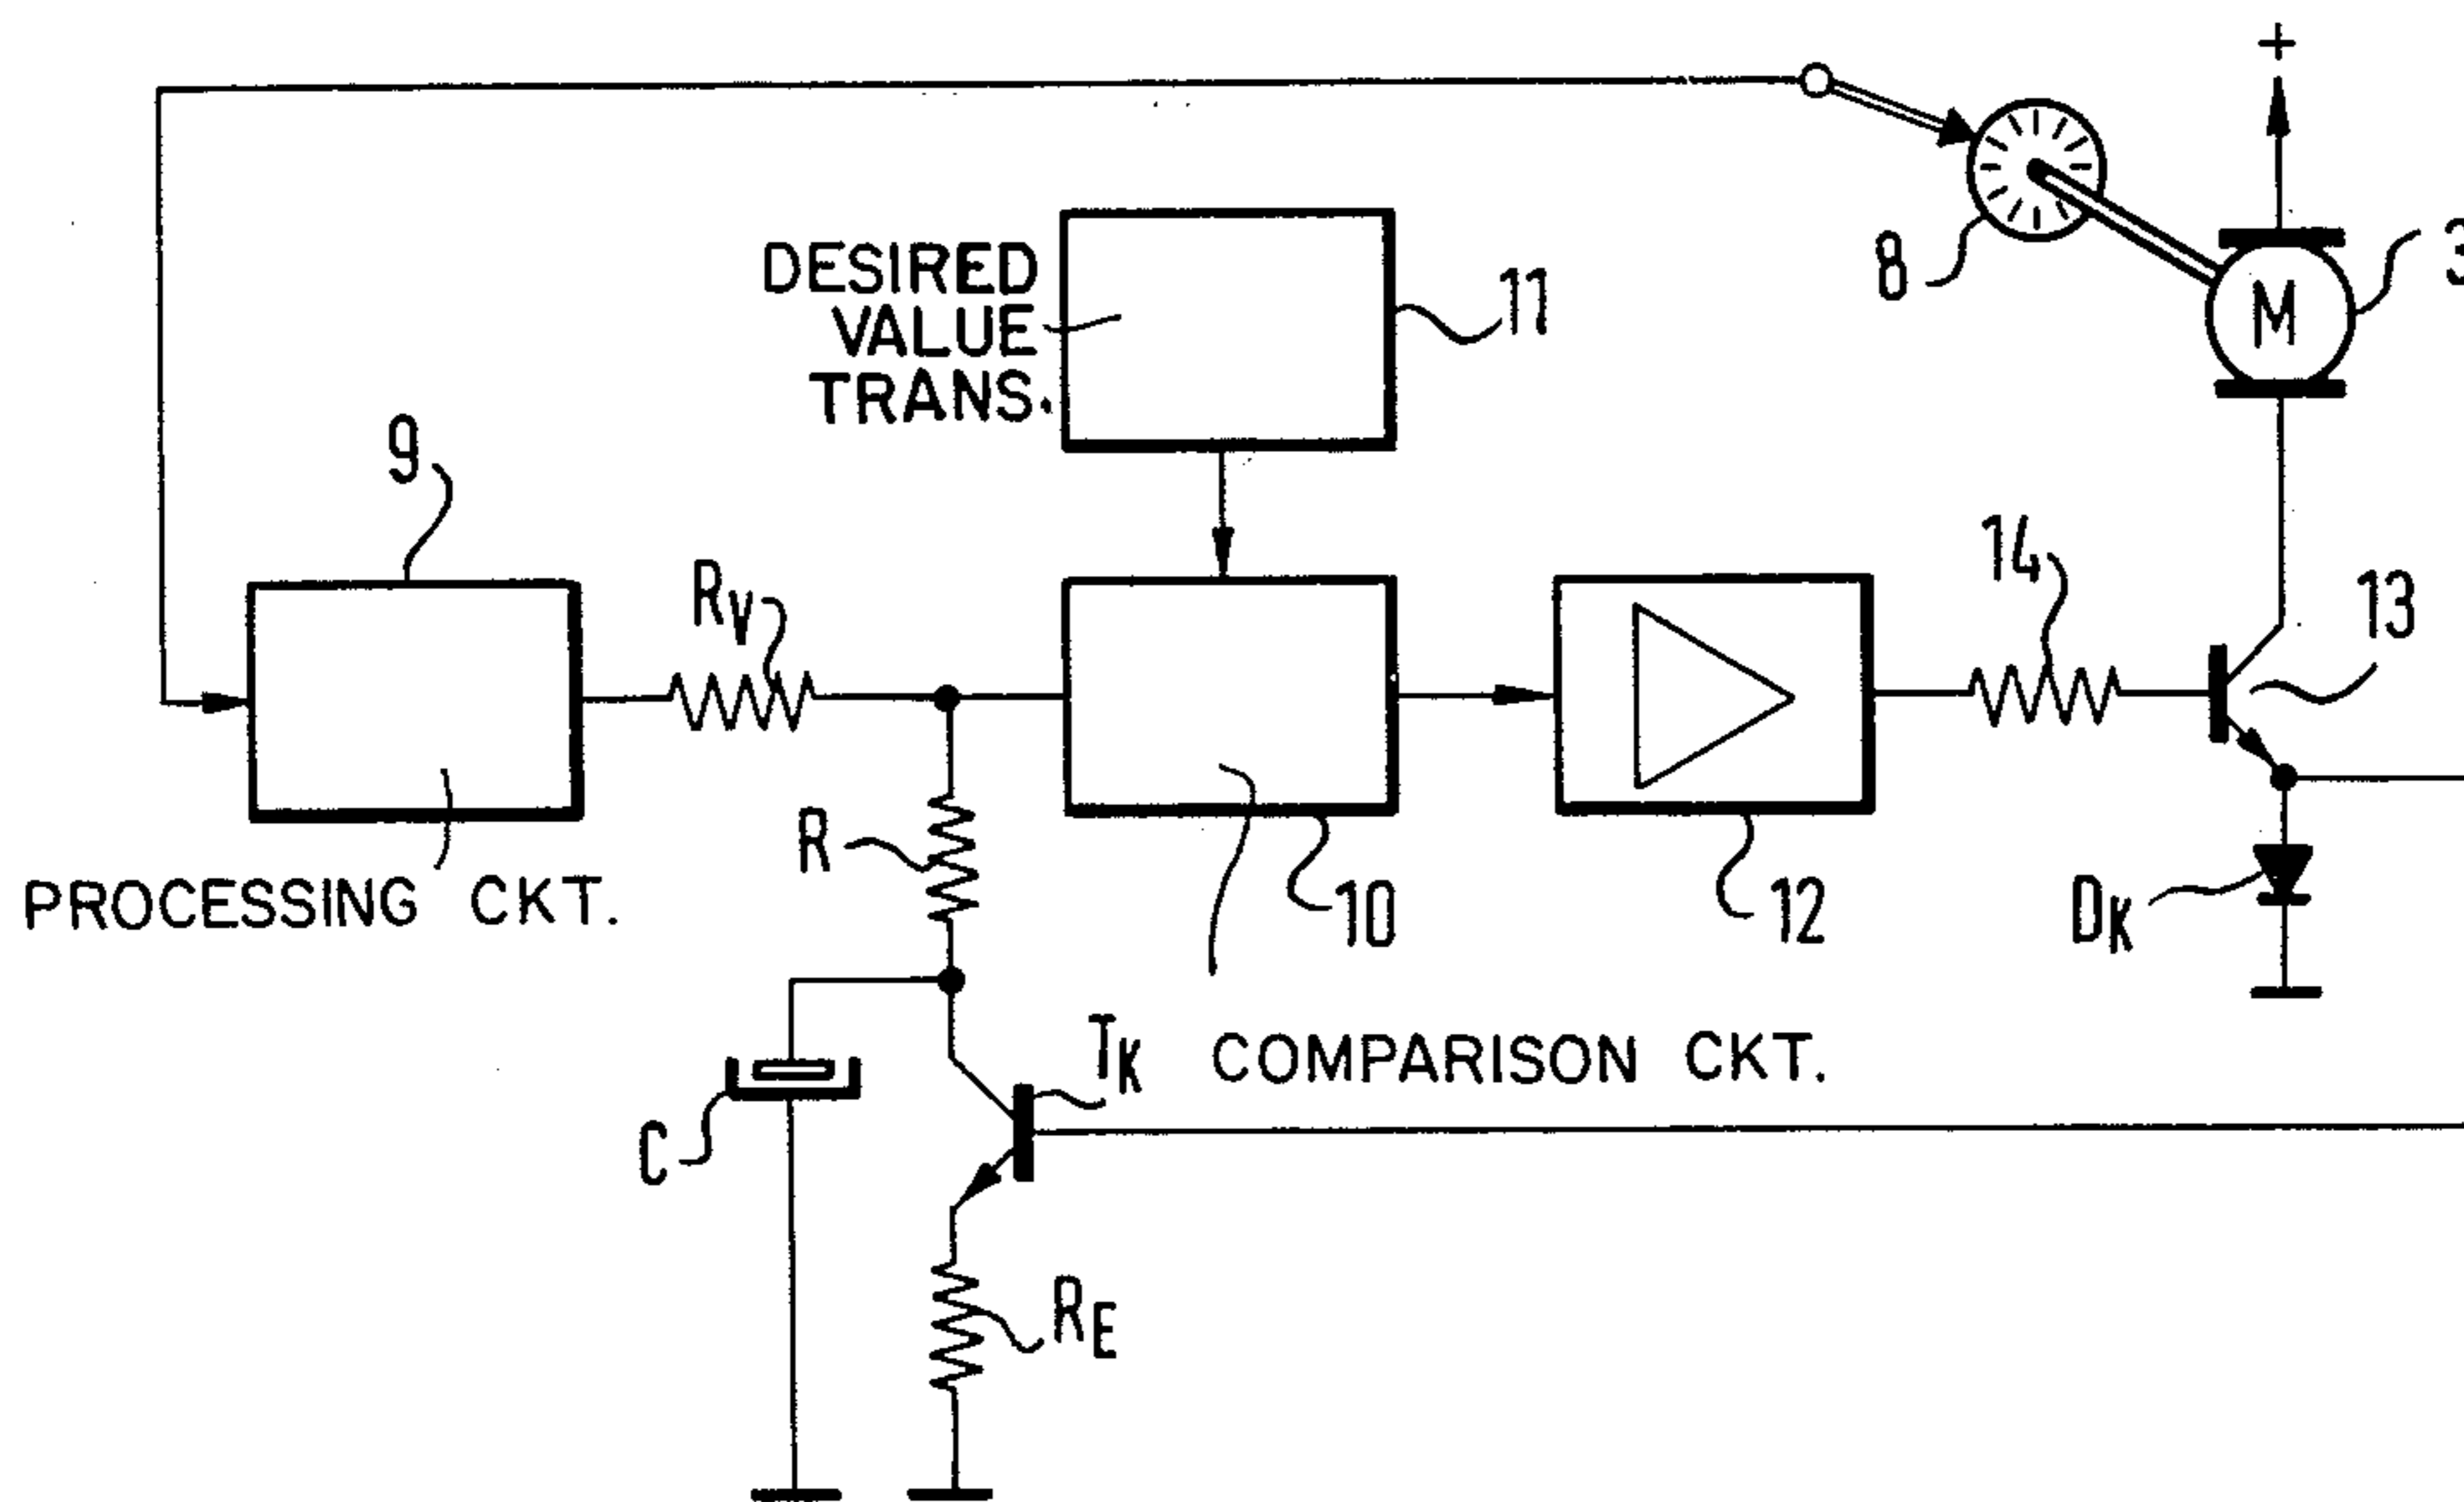 +
8
3
M
DESIRED
VALUE
TRANS.
11
9
Rv
14
13
R
10
12
DK
PROCESSING CKT.
TK
COMPARISON CKT.
C
RE